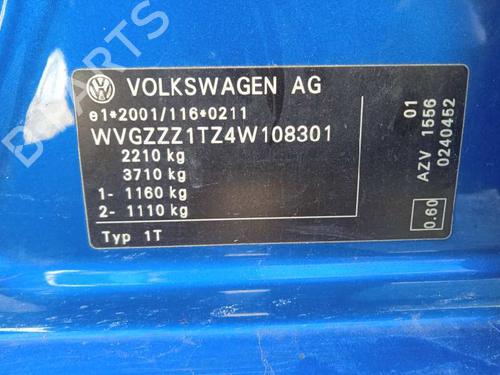 VOLKSWAGEN AG
e1*2001/116*0211
WVGZZZ1TZ4W108301
2210 kg
3710 kg
1- 1160 kg
2- 1110 kg
Typ 1T
01
AZV 1556
0240452
0.60
PARTS